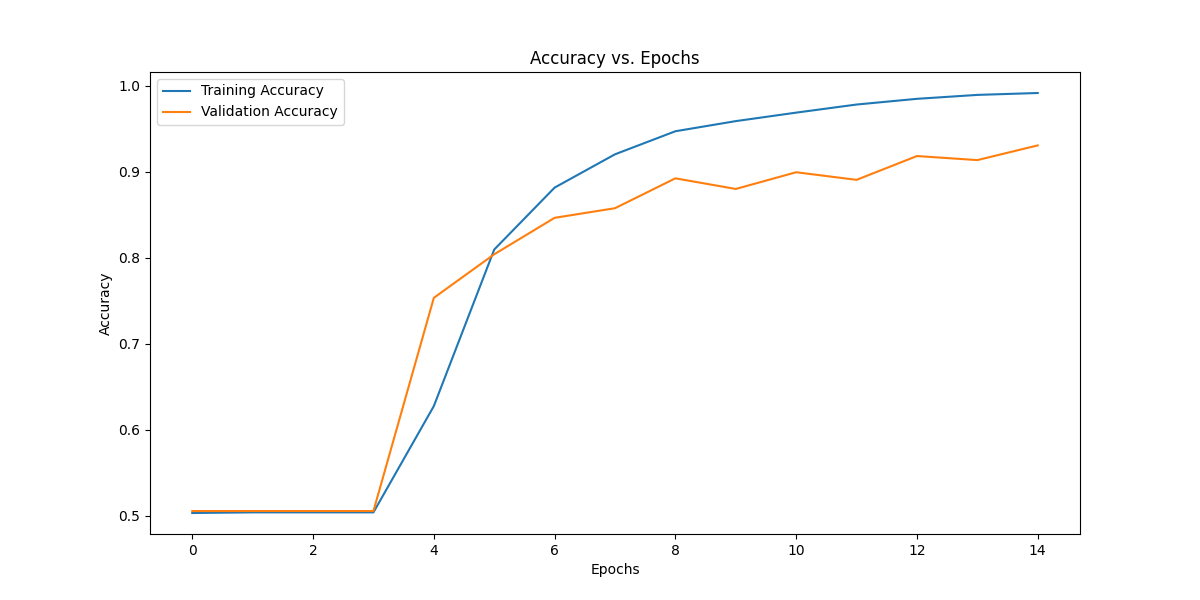 Accuracy vs. Epochs
Training Accuracy
Validation Accuracy
1.0
0.9
0.8
0.7
0.6
0.5
Accuracy
0 2 4 6 8 10 12 14
Epochs